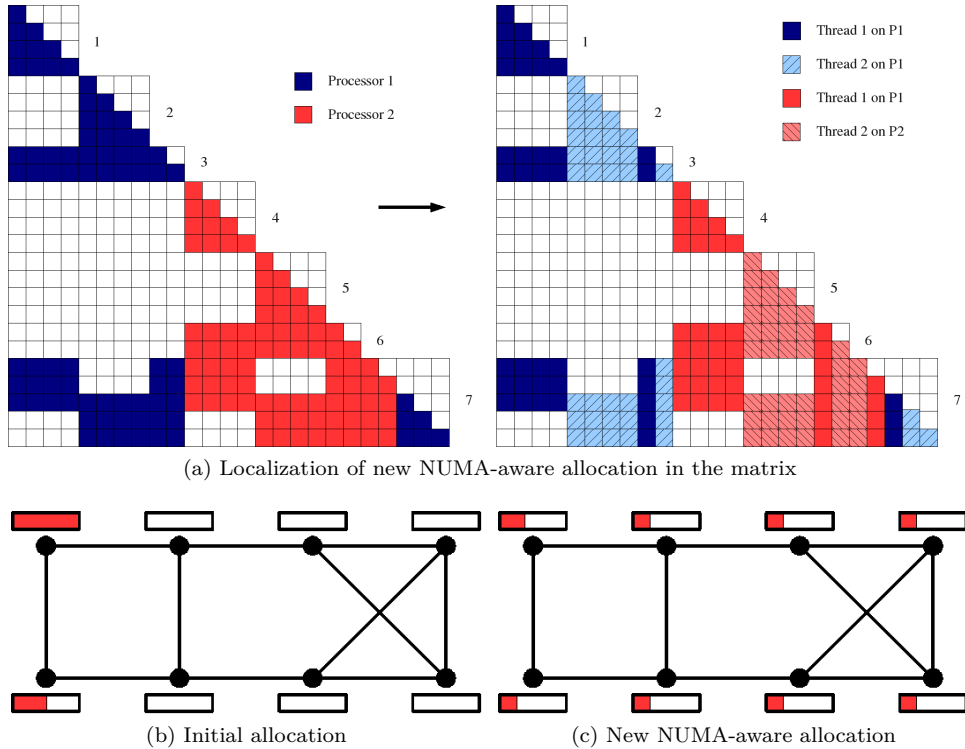 1
2
3
4
5
6
7
Processor 1
Processor 2
1
2
3
4
5
6
7
Thread 1 on P1
Thread 2 on P1
Thread 1 on P1
Thread 2 on P2
(a) Localization of new NUMA-aware allocation in the matrix
(b) Initial allocation
(c) New NUMA-aware allocation